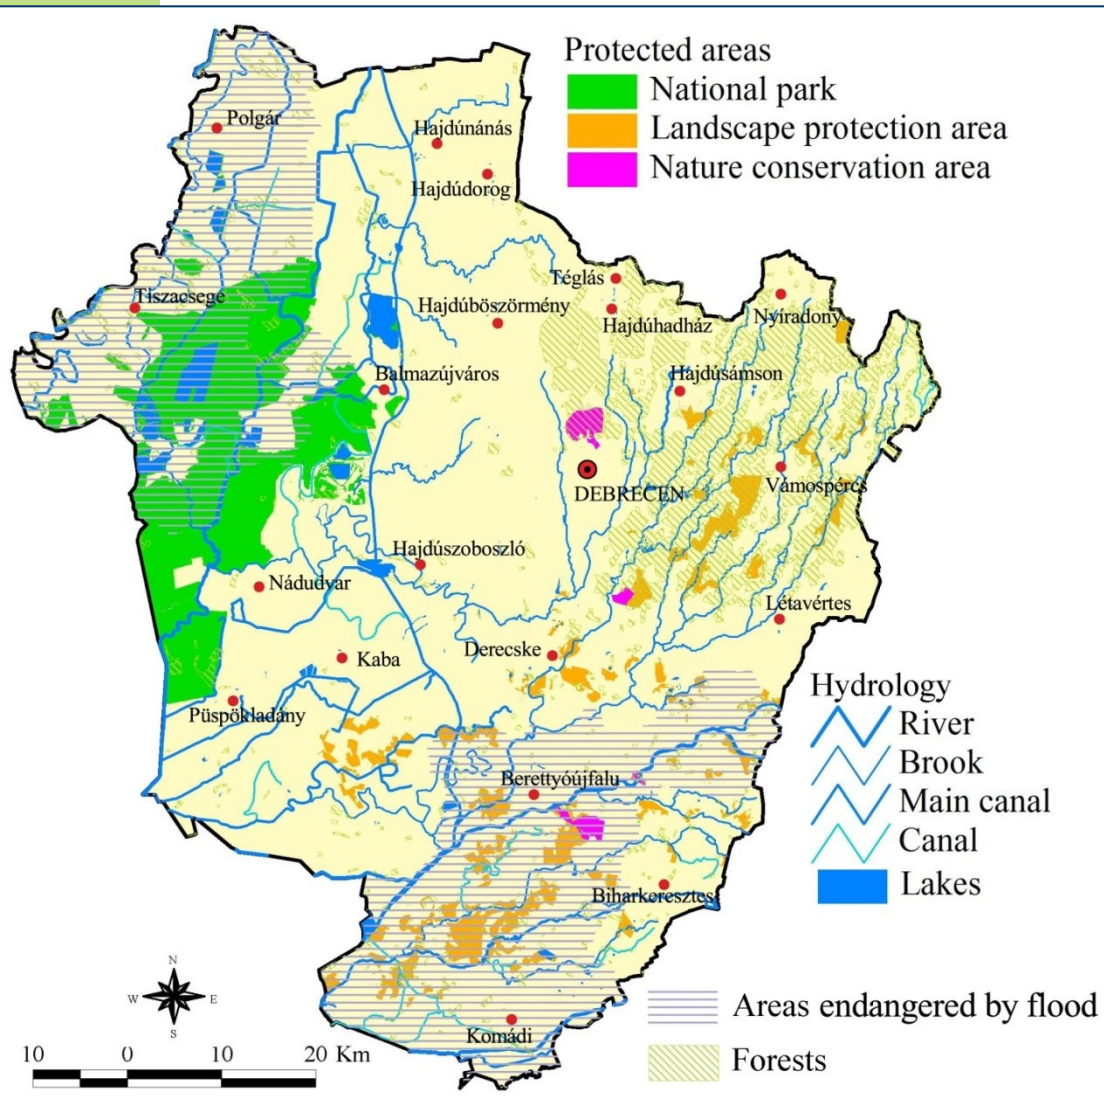 Protected areas
National park
Landscape protection area
Nature conservation area
Polgár
Hajdúnánás
Hajdúdorog
Téglás
Tiszacsege
Hajdúböszörmény
Hajdúhadház
Nyíradony
Balmazújváros
Hajdúsámson
DEBRECEN
Vámospércs
Hajdúszoboszló
Nádudvar
Létavértes
Derecske
Kaba
Püspökladány
Berettyóújfalu
Biharkeresztes
Komádi
Hydrology
River
Brook
Main canal
Canal
Lakes
N
W E
S
10 0 10 20 Km
Areas endangered by flood
Forests